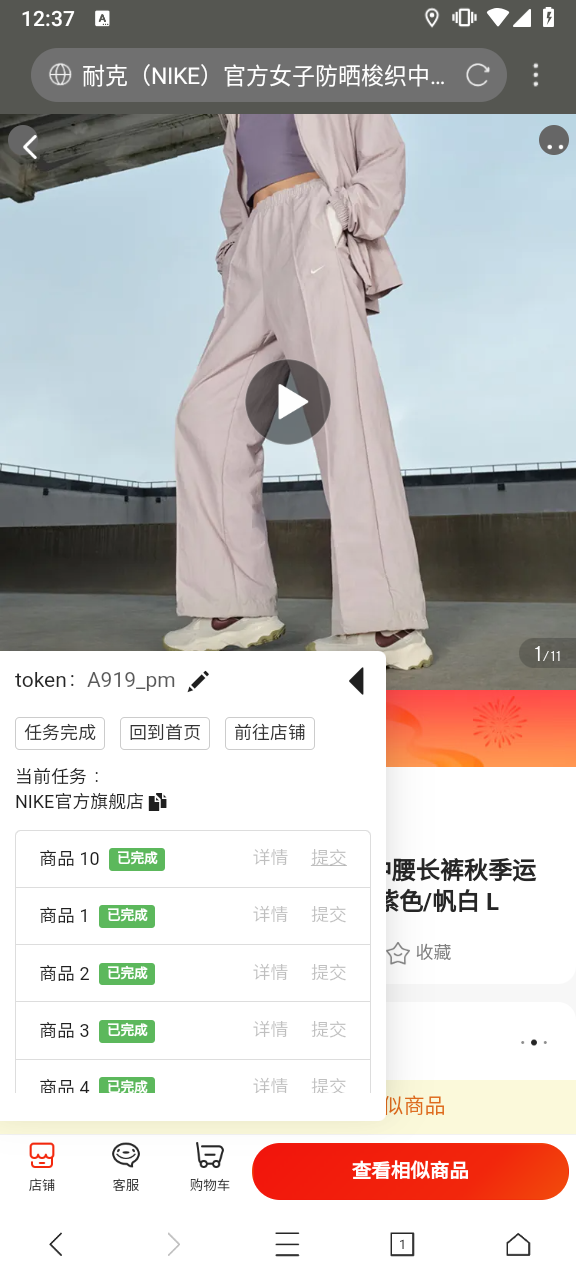 12:37
A
耐克（NIKE）官方女子防晒梭织中...
1/11
token： A919_pm
任务完成 回到首页 前往店铺
当前任务：
NIKE官方旗舰店
商品 10 已完成 详情 提交
商品 1 已完成 详情 提交
商品 2 已完成 详情 提交
商品 3 已完成 详情 提交
商品 4 已完成 详情 提交
腰长裤秋季运
紫色/帆白 L
收藏
似商品
店铺 客服 购物车 查看相似商品
1